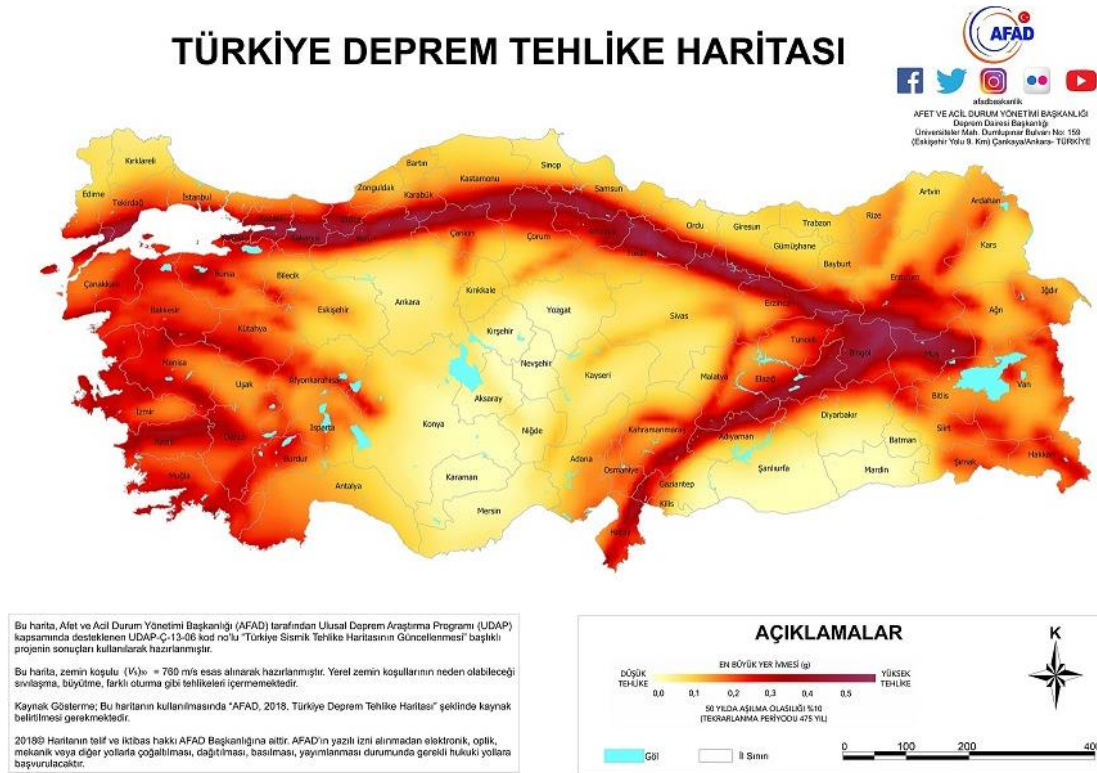 TÜRKİYE DEPREM TEHLİKE HARİTASI
AFAD
afadbaskanlik
AFET VE ACİL DURUM YÖNETİMİ BAŞKANLIĞI
Deprem Dairesi Başkanlığı
Üniversiteler Mah. Dumlupınar Bulvarı No: 159
(Eskişehir Yolu 9. Km) Çankaya/Ankara- TÜRKİYE
Kırklareli
Edirne
Tekirdağ
İstanbul
Zonguldak
Bartın
Karabük
Kastamonu
Sinop
Samsun
Ordu
Giresun
Trabzon
Rize
Artvin
Ardahan
Kars
Gümüşhane
Bayburt
Erzurum
Iğdır
Ağrı
Çanakkale
Bursa
Bilecik
Balıkesir
Kütahya
Eskişehir
Ankara
Çankırı
Çorum
Kırıkkale
Yozgat
Sivas
Erzincan
Tunceli
Bingöl
Muş
Manisa
Uşak
Afyonkarahisar
Kırşehir
Nevşehir
Kayseri
Malatya
Elazığ
Diyarbakır
Bitlis
Van
İzmir
Aydın
Denizli
Isparta
Konya
Aksaray
Niğde
Kahramanmaraş
Adıyaman
Batman
Siirt
Hakkari
Muğla
Burdur
Antalya
Karaman
Mersin
Adana
Osmaniye
Gaziantep
Şanlıurfa
Mardin
Şırnak
Kilis
Hatay
Bu harita, Afet ve Acil Durum Yönetimi Başkanlığı (AFAD) tarafından Ulusal Deprem Araştırma Programı (UDAP)
kapsamında desteklenen UDAP-Ç-13-06 kod no'lu "Türkiye Sismik Tehlike Haritasının Güncellenmesi" başlıklı
projenin sonuçları kullanılarak hazırlanmıştır.
Bu harita, zemin koşulu (Vₛ)₃₀ = 760 m/s esas alınarak hazırlanmıştır. Yerel zemin koşullarının neden olabileceği
sıvılaşma, büyütme, farklı oturma gibi tehlikeleri içermemektedir.
Kaynak Gösterme; Bu haritanın kullanılmasında "AFAD, 2018. Türkiye Deprem Tehlike Haritası" şeklinde kaynak
belirtilmesi gerekmektedir.
2018© Haritanın telif ve iktibas hakkı AFAD Başkanlığına aittir. AFAD'ın yazılı izni alınmadan elektronik, optik,
mekanik veya diğer yollarla çoğaltılması, dağıtılması, basılması, yayımlanması durumunda gerekli hukuki yollara
başvurulacaktır.
AÇIKLAMALAR
K
EN BÜYÜK YER İVMESİ (g)
DÜŞÜK TEHLİKE
YÜKSEK TEHLİKE
0,0 0,1 0,2 0,3 0,4 0,5
50 YILDA AŞILMA OLASILIĞI %10
(TEKRARLANMA PERİYODU 475 YIL)
Göl
İl Sınırı
0 100 200 400